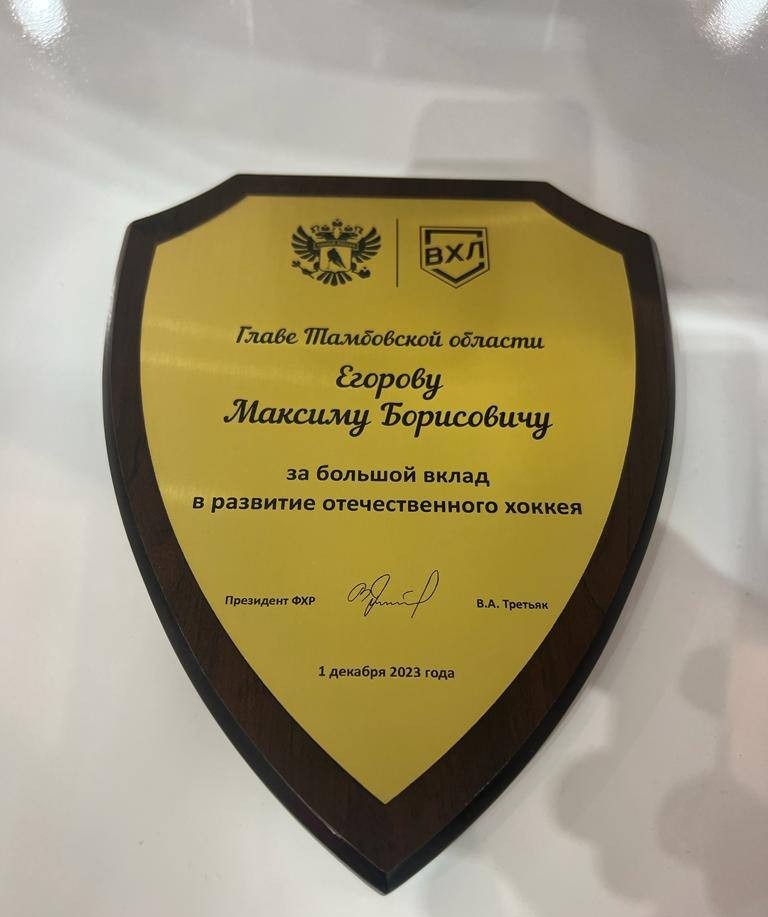 ВХЛ
Главе Тамбовской области
Егорову
Максиму Борисовичу
за большой вклад
в развитие отечественного хоккея
Президент ФХР В.А. Третьяк
1 декабря 2023 года